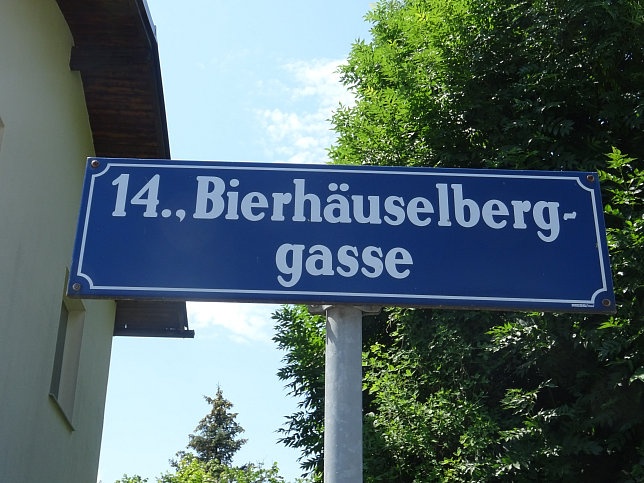 14., Bierhäuselberg-
gasse